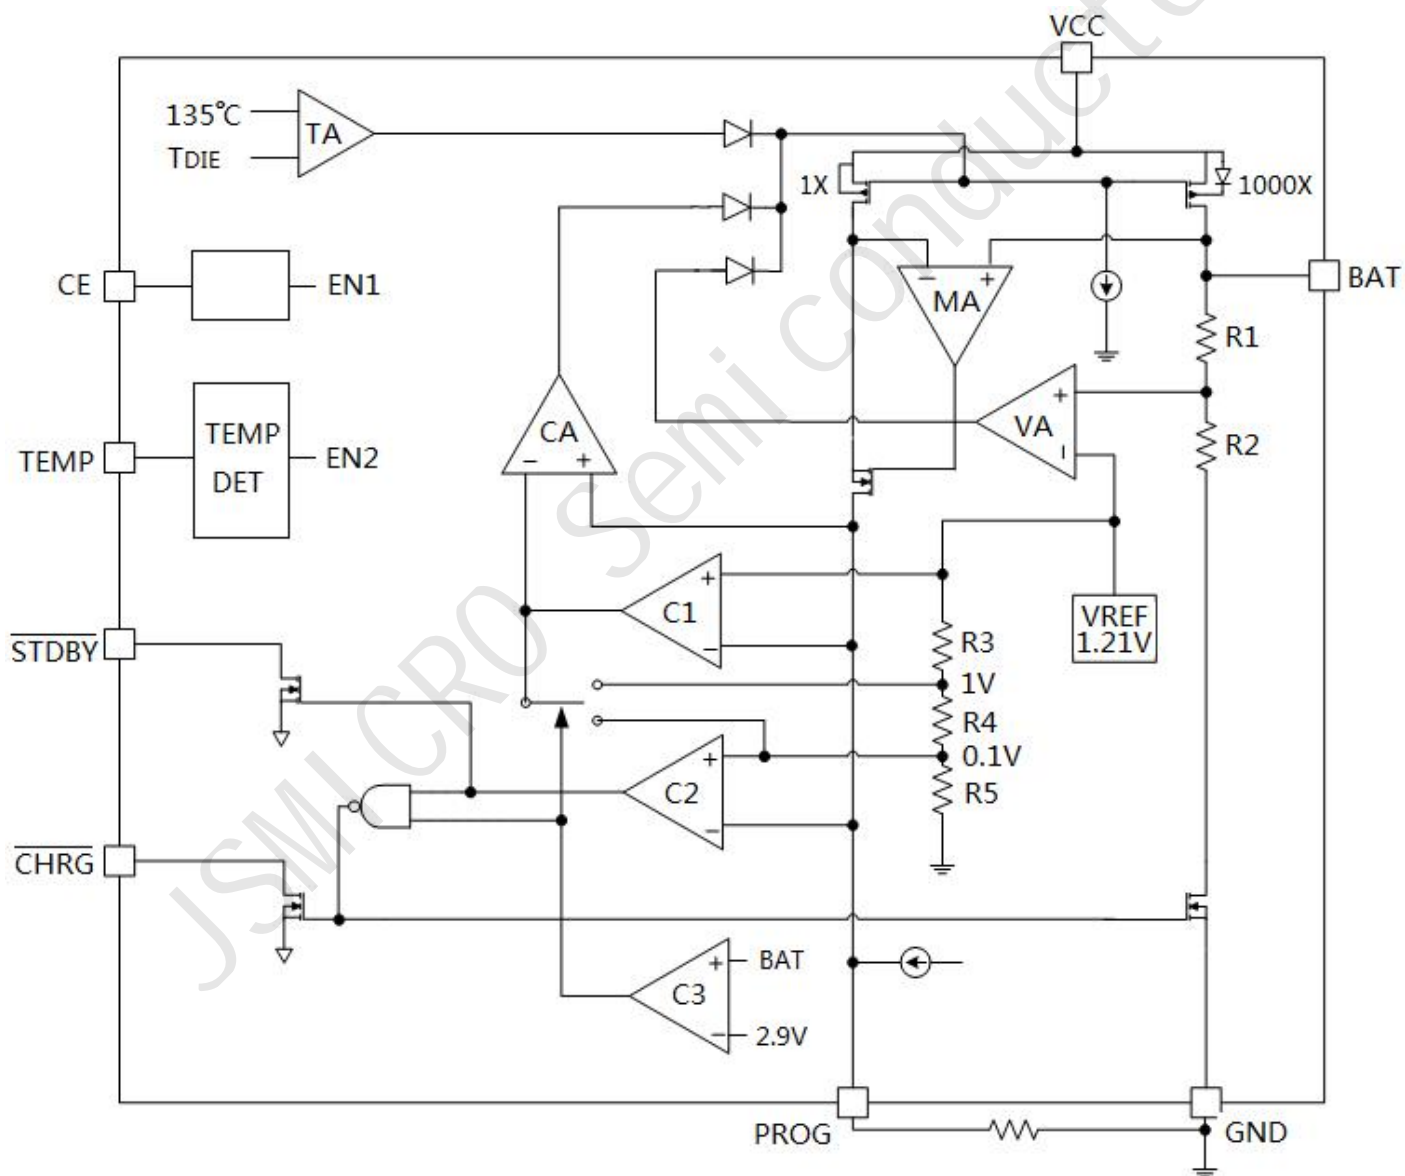 VCC
135℃
TDIE
TA
1X
1000X
CE
EN1
MA
BAT
R1
TEMP
TEMP
DET
EN2
CA
VA
R2
C1
VREF
1.21V
STDBY
R3
1V
R4
0.1V
C2
R5
CHRG
C3
BAT
2.9V
PROG
GND
JSMICRO Semi conducto
- +
- +
+
-
+
-
+
-
+
-